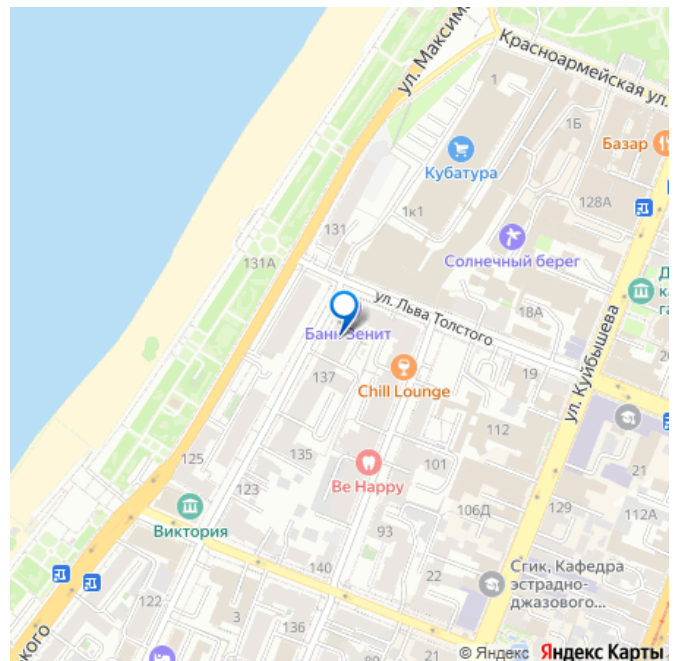 ул. Максим
Красноармейская ул.
1
1Б
Базар
Кубатура
128А
1к1
131
Солнечный берег
131А
Д
к
га
ул. Льва Толстого
18А
Бани Зенит
ул. Куйбышева
Chill Lounge
19
137
112
21
125
135
101
Be Happy
123
106Д
129
112А
Виктория
93
140
22
Сгик, Кафедра
эстрадно-
джазового...
122
3
136
кого
© Яндекс Яндекс Карты